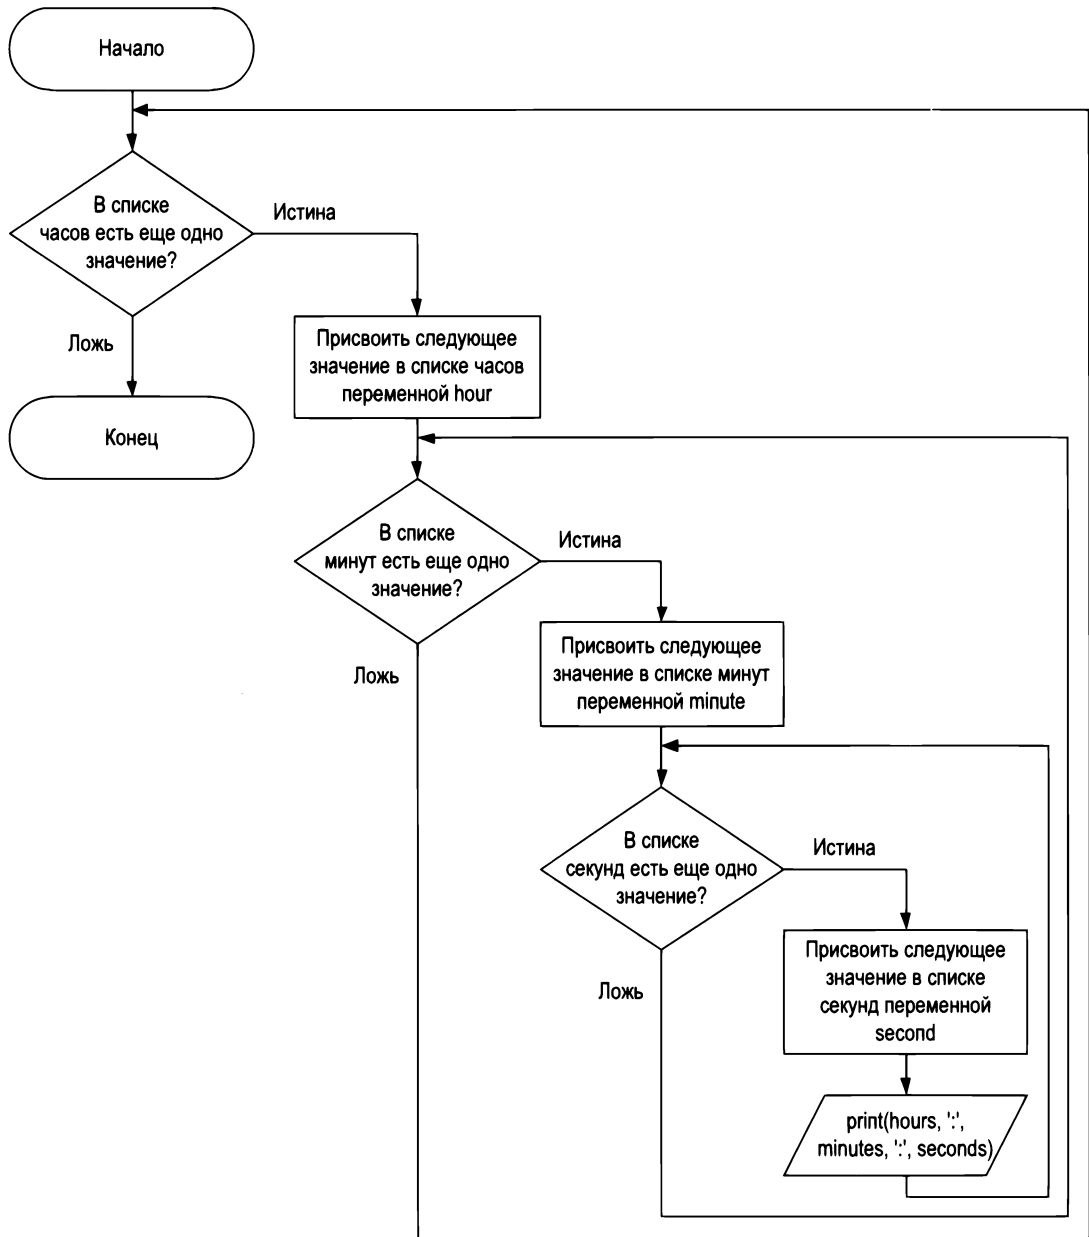 Начало
В списке
часов есть еще одно
значение?
Истина
Ложь
Присвоить следующее
значение в списке часов
переменной hour
Конец
В списке
минут есть еще одно
значение?
Истина
Ложь
Присвоить следующее
значение в списке минут
переменной minute
В списке
секунд есть еще одно
значение?
Истина
Ложь
Присвоить следующее
значение в списке
секунд переменной
second
print(hours, ':',
minutes, ':', seconds)